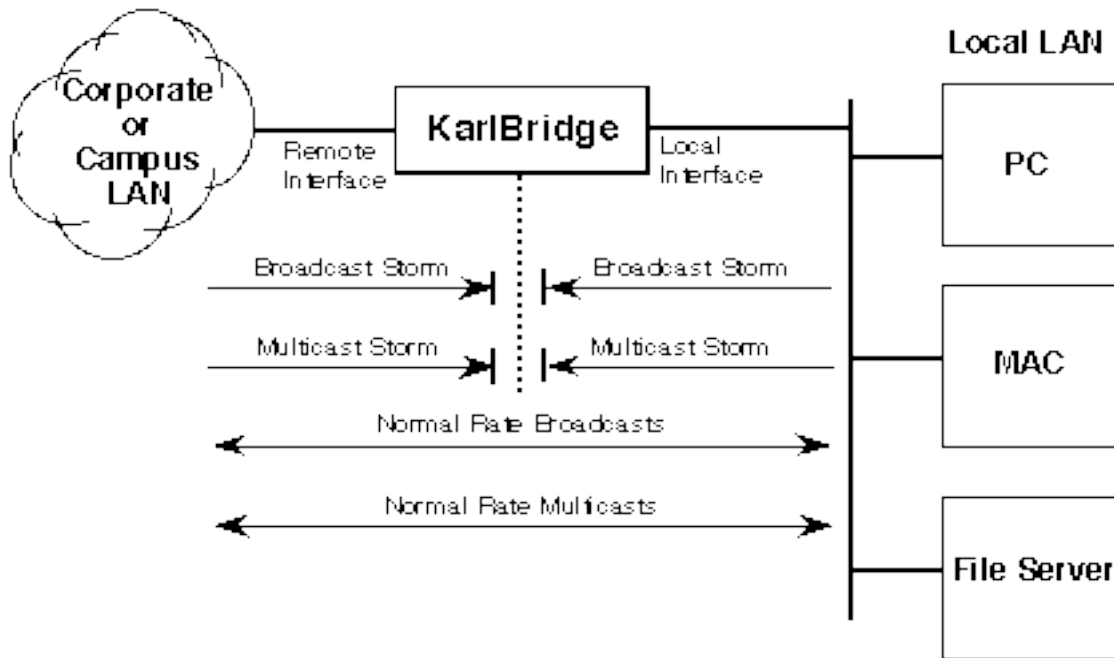 Local LAN
Corporate
or
Campus
LAN
KarlBridge
Remote
Interface
Local
Interface
PC
Broadcast Storm
Broadcast Storm
Multicast Storm
Multicast Storm
MAC
Normal Rate Broadcasts
Normal Rate Multicasts
File Server